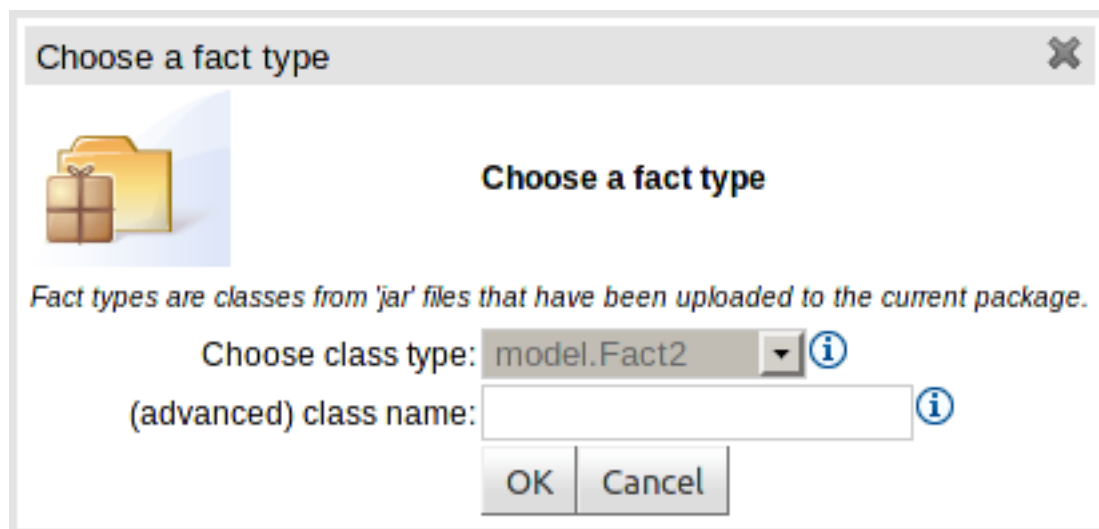 Choose a fact type
Choose a fact type
Fact types are classes from 'jar' files that have been uploaded to the current package.
Choose class type: model.Fact2
(advanced) class name:
OK Cancel